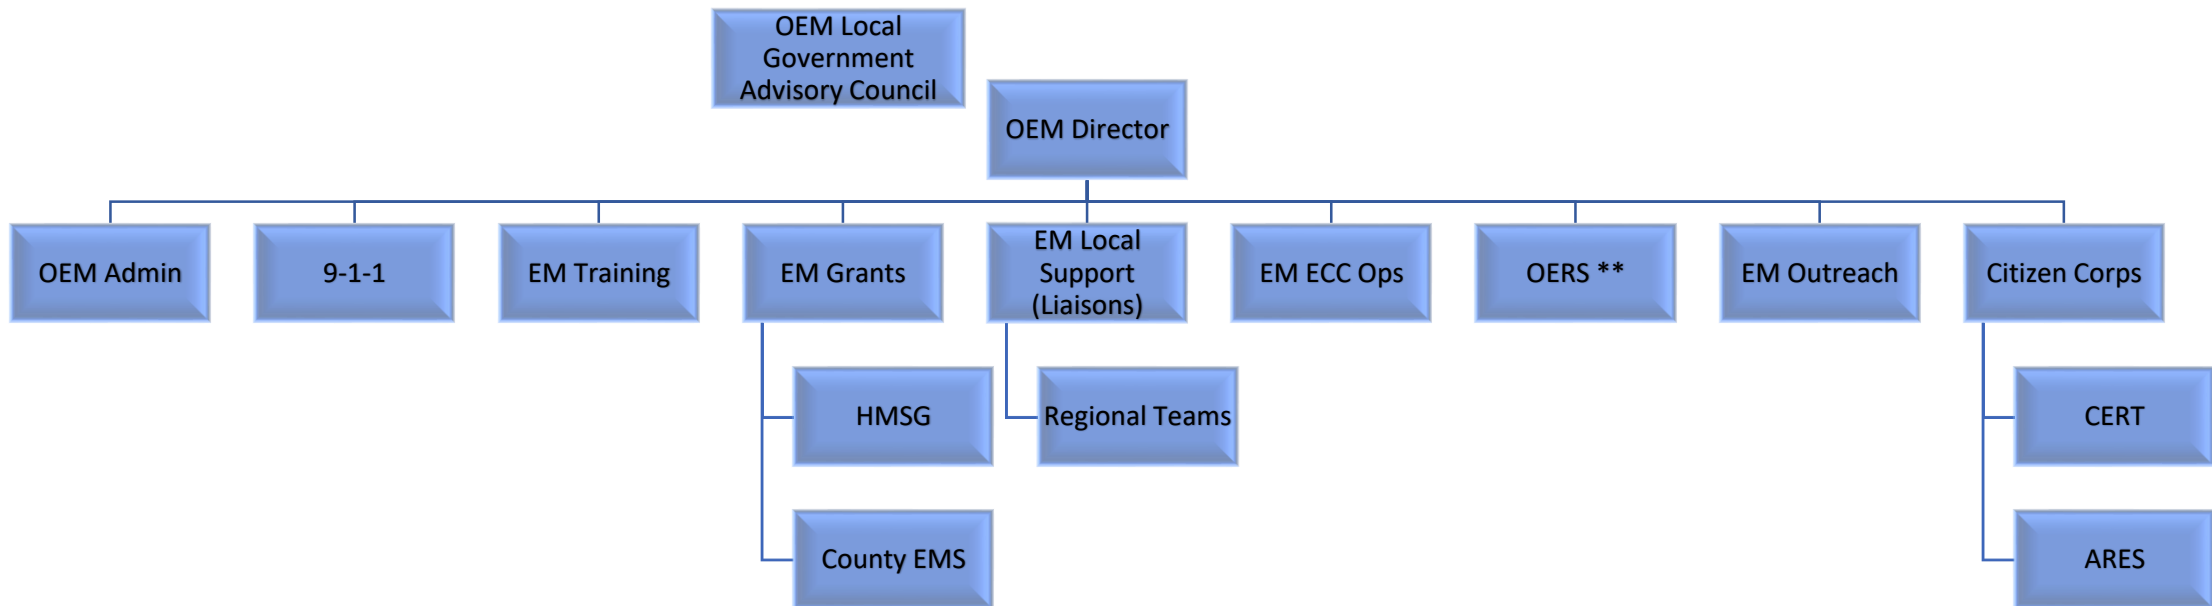 OEM Local
Government
Advisory Council
OEM Director
OEM Admin
9-1-1
EM Training
EM Grants
EM Local
Support
(Liaisons)
EM ECC Ops
OERS **
EM Outreach
Citizen Corps
HMSG
Regional Teams
CERT
County EMS
ARES